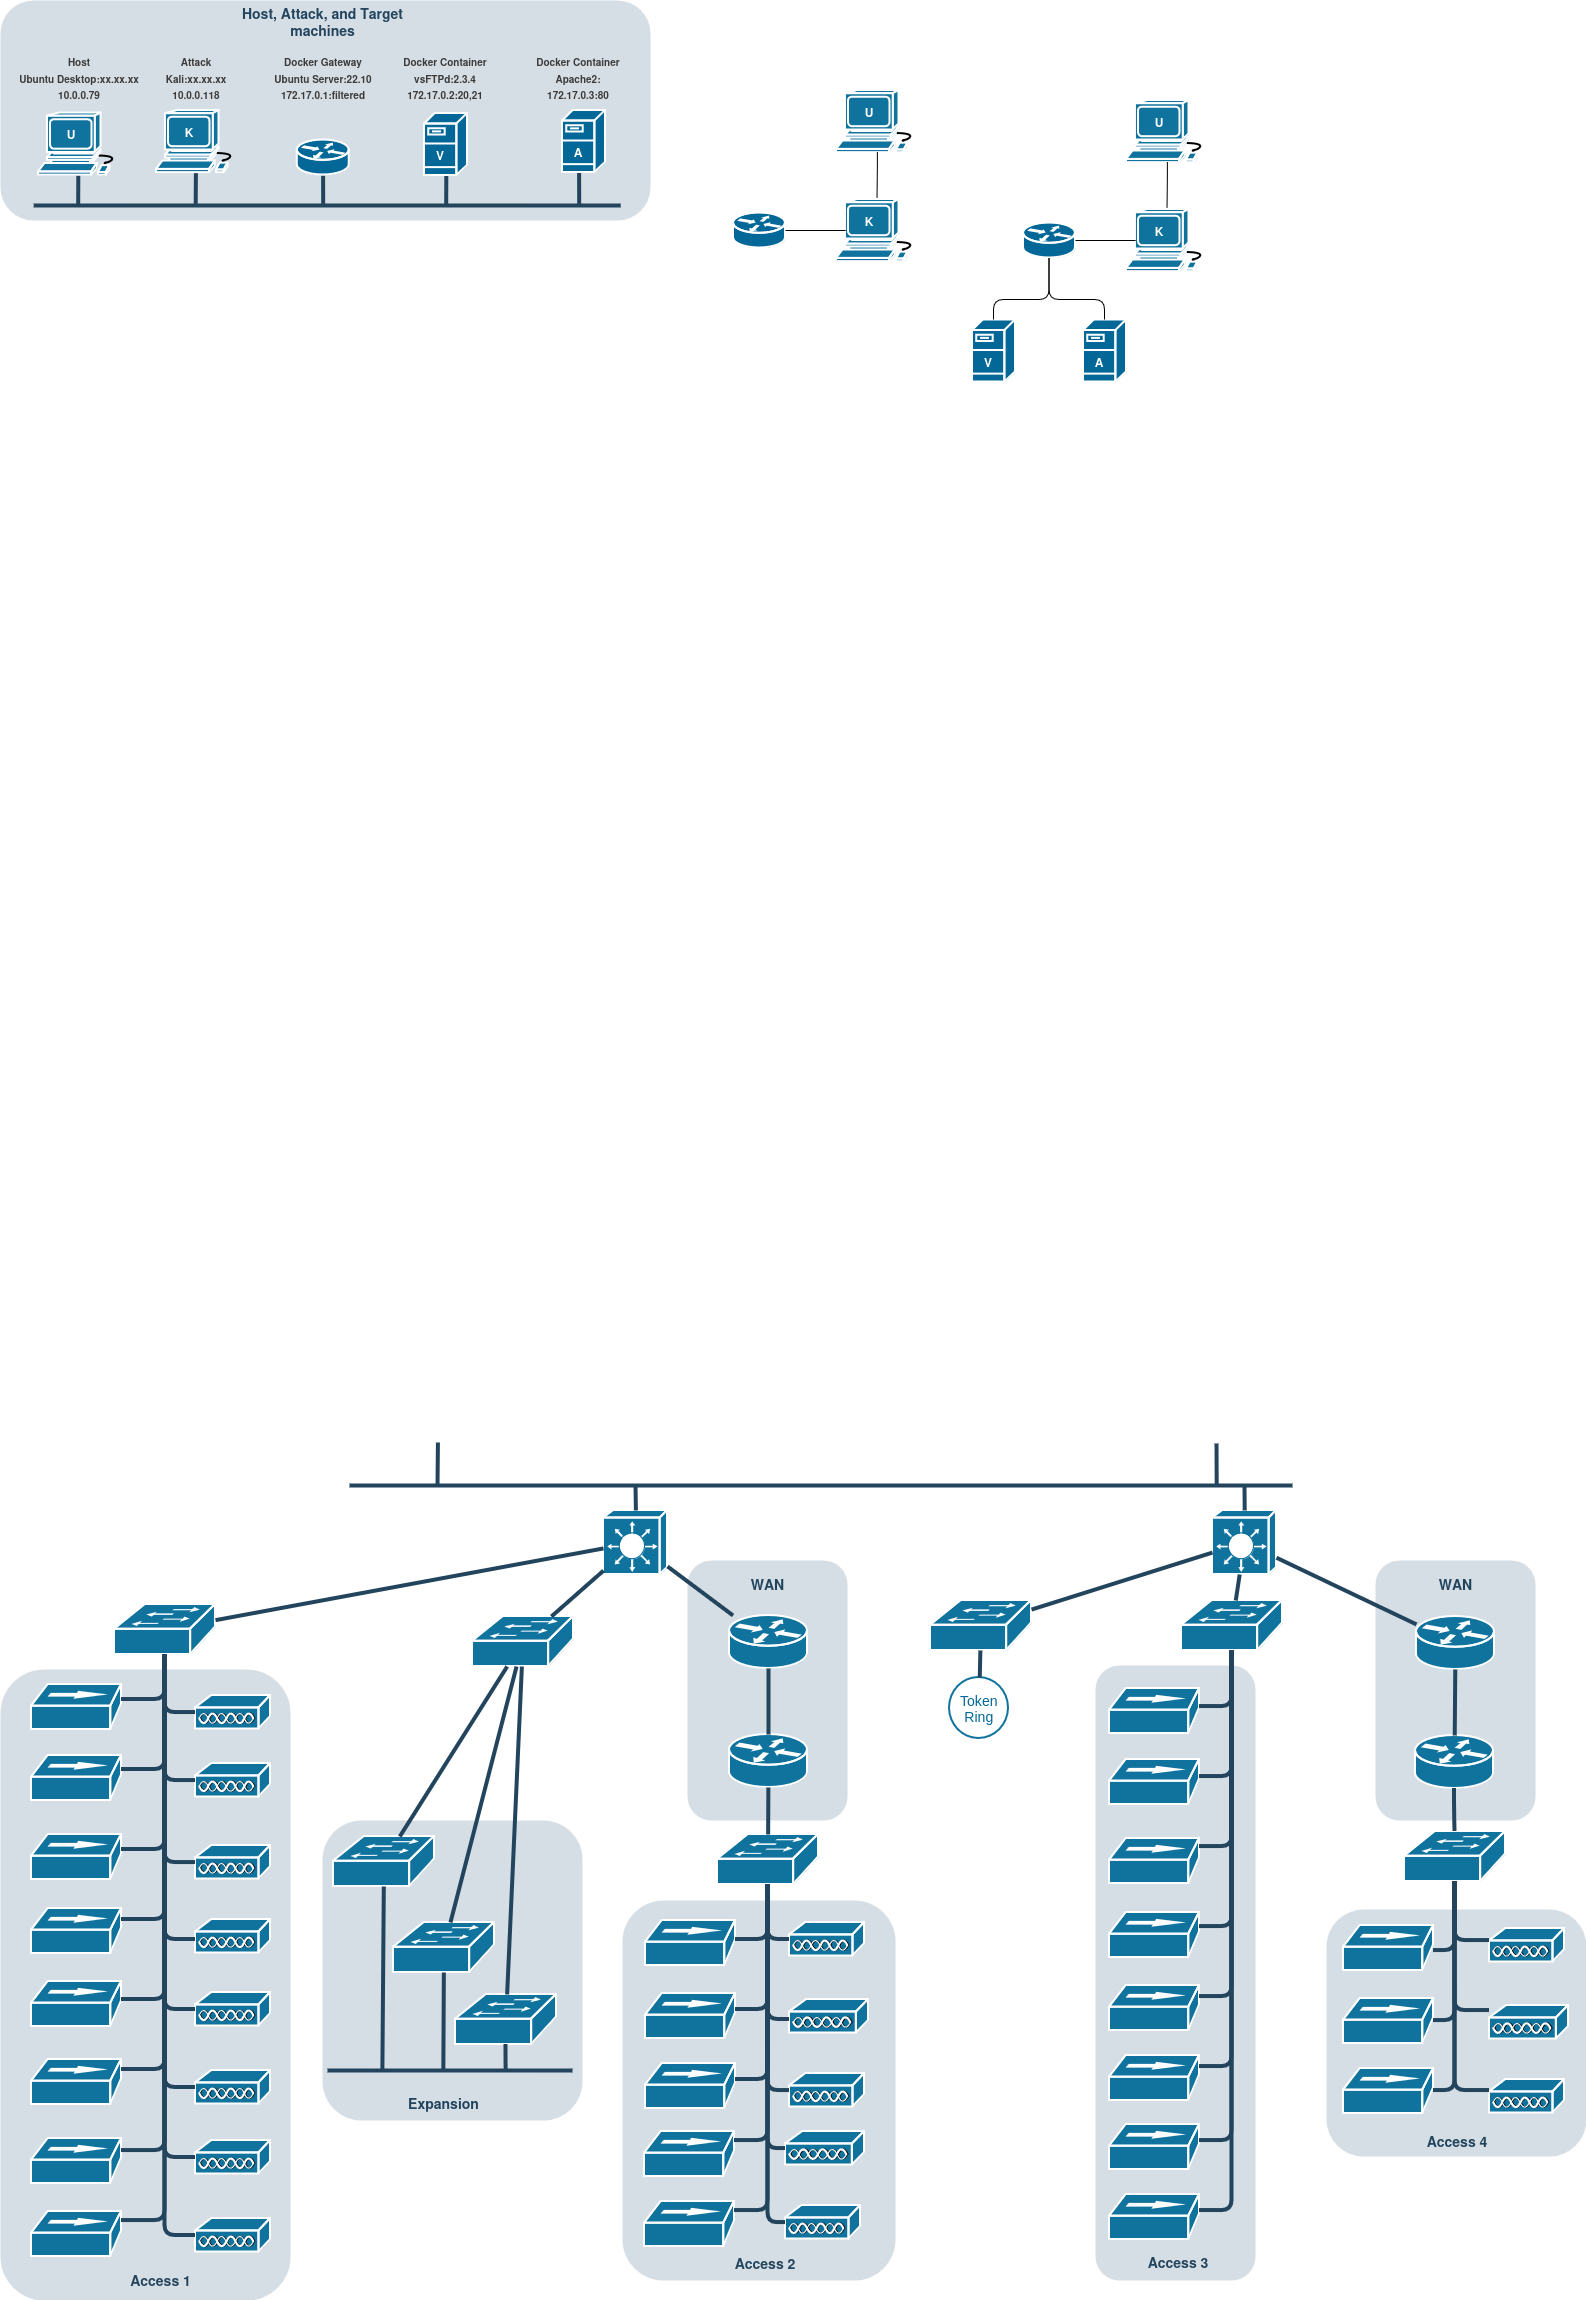 Host, Attack, and Target
machines
Host
Ubuntu Desktop:xx.xx.xx
10.0.0.79
Attack
Kali:xx.xx.xx
10.0.0.118
Docker Gateway
Ubuntu Server:22.10
172.17.0.1:filtered
Docker Container
vsFTPd:2.3.4
172.17.0.2:20,21
Docker Container
Apache2:
172.17.0.3:80
U
K
V
A
U
K
U
K
V
A
WAN
WAN
Token
Ring
Expansion
Access 1
Access 2
Access 3
Access 4